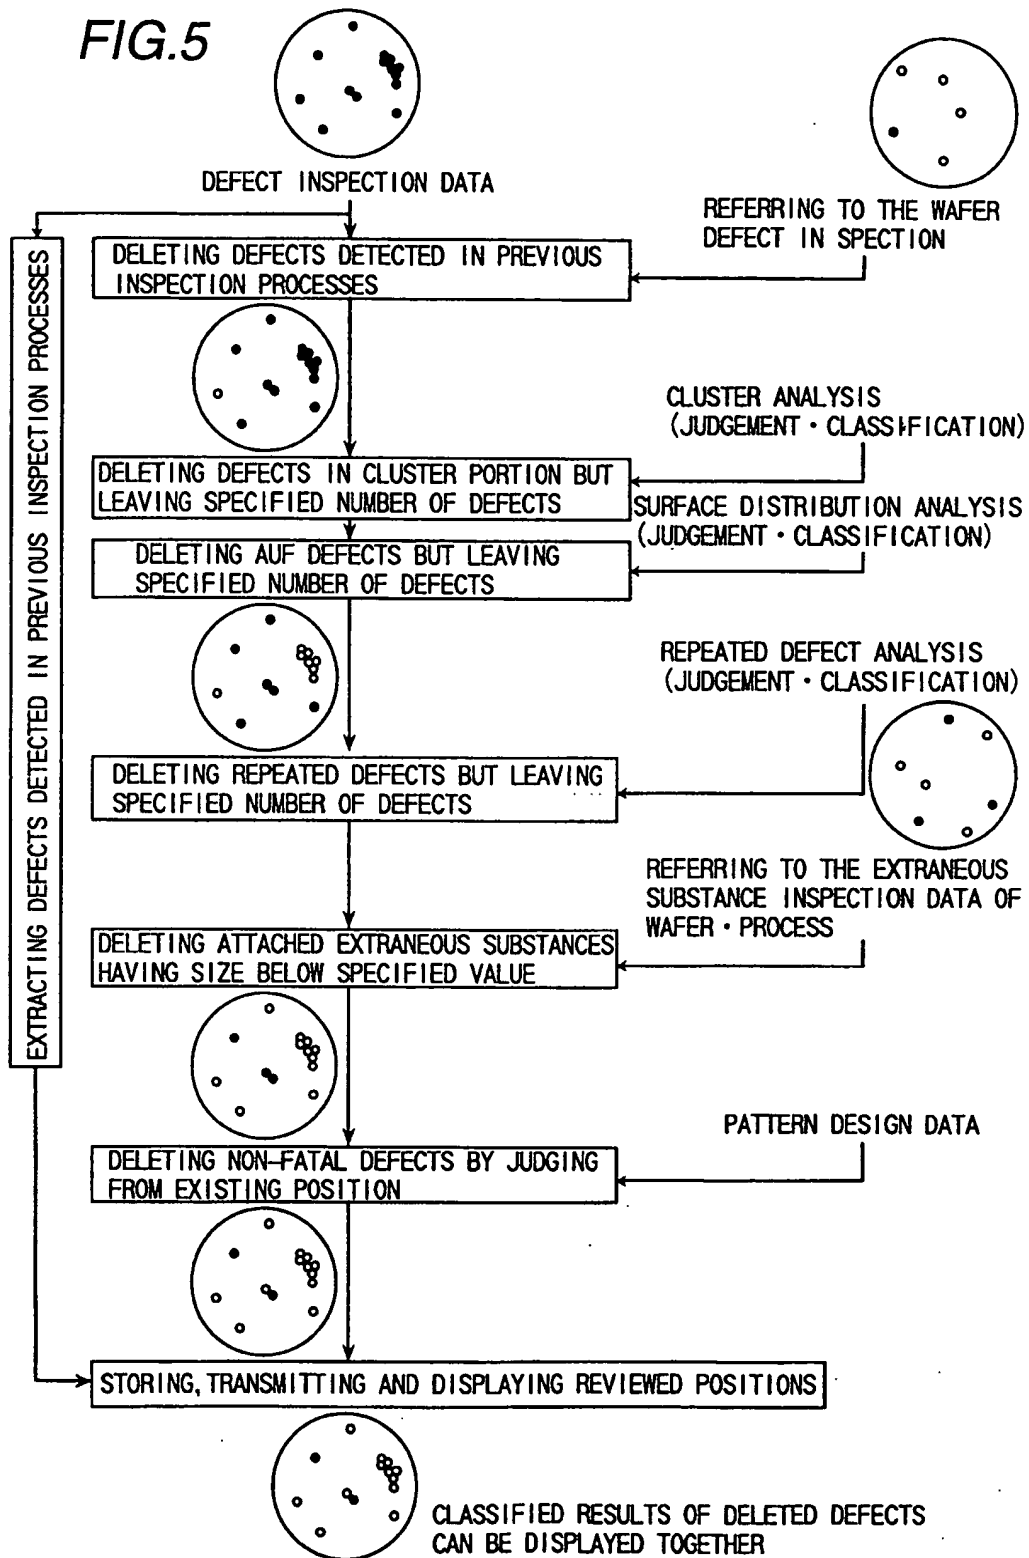 FIG.5
DEFECT INSPECTION DATA
REFERRING TO THE WAFER
DEFECT IN SPECTION
EXTRACTING DEFECTS DETECTED IN PREVIOUS INSPECTION PROCESSES
DELETING DEFECTS DETECTED IN PREVIOUS
INSPECTION PROCESSES
CLUSTER ANALYSIS
(JUDGEMENT・CLASSIFICATION)
DELETING DEFECTS IN CLUSTER PORTION BUT
LEAVING SPECIFIED NUMBER OF DEFECTS
SURFACE DISTRIBUTION ANALYSIS
(JUDGEMENT・CLASSIFICATION)
DELETING AUF DEFECTS BUT LEAVING
SPECIFIED NUMBER OF DEFECTS
REPEATED DEFECT ANALYSIS
(JUDGEMENT・CLASSIFICATION)
DELETING REPEATED DEFECTS BUT LEAVING
SPECIFIED NUMBER OF DEFECTS
REFERRING TO THE EXTRANEOUS
SUBSTANCE INSPECTION DATA OF
WAFER・PROCESS
DELETING ATTACHED EXTRANEOUS SUBSTANCES
HAVING SIZE BELOW SPECIFIED VALUE
PATTERN DESIGN DATA
DELETING NON-FATAL DEFECTS BY JUDGING
FROM EXISTING POSITION
STORING, TRANSMITTING AND DISPLAYING REVIEWED POSITIONS
CLASSIFIED RESULTS OF DELETED DEFECTS
CAN BE DISPLAYED TOGETHER